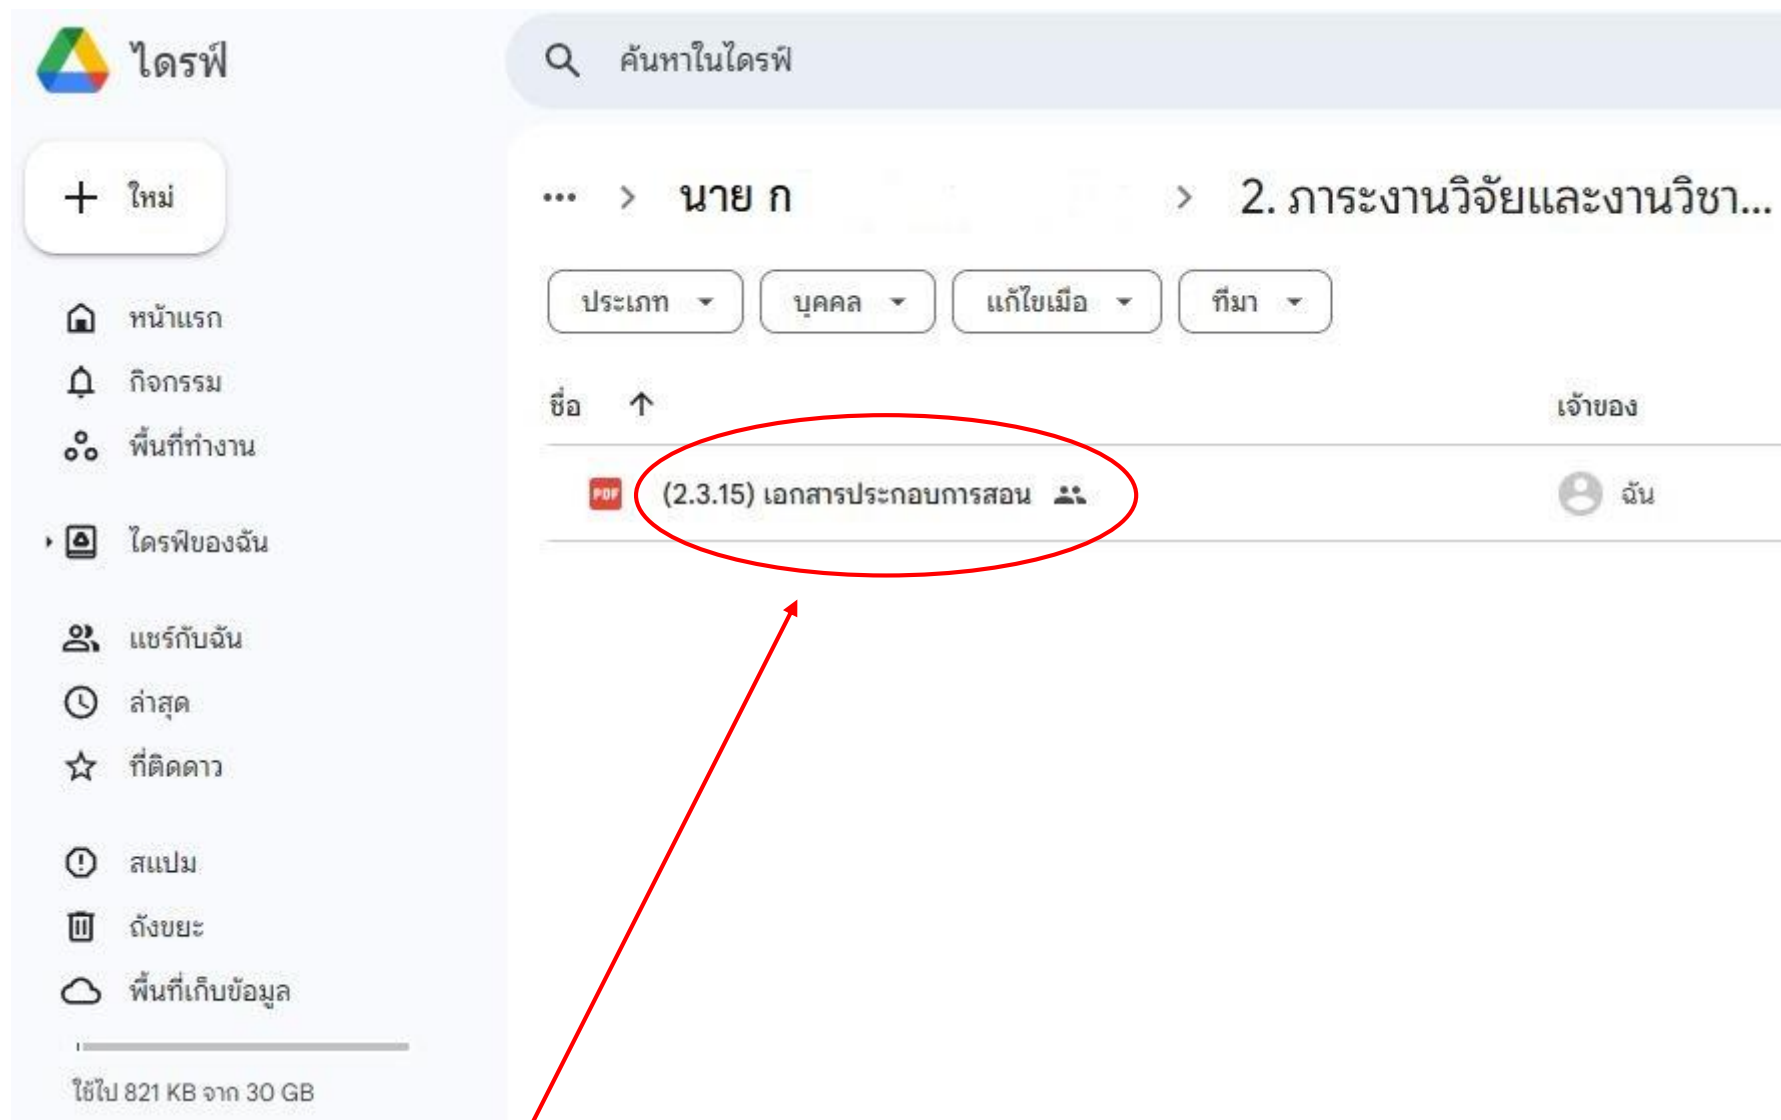 ไดรฟ์
ค้นหาในไดรฟ์
ใหม่
... > นาย ก > 2. ภาระงานวิจัยและงานวิชา...
ประเภท บุคคล แก้ไขเมื่อ ที่มา
หน้าแรก
กิจกรรม
พื้นที่ทำงาน
ไดรฟ์ของฉัน
แชร์กับฉัน
ล่าสุด
ที่ติดดาว
สแปม
ถังขยะ
พื้นที่เก็บข้อมูล
ใช้ไป 821 KB จาก 30 GB
ชื่อ เจ้าของ
PDF (2.3.15) เอกสารประกอบการสอน ฉัน